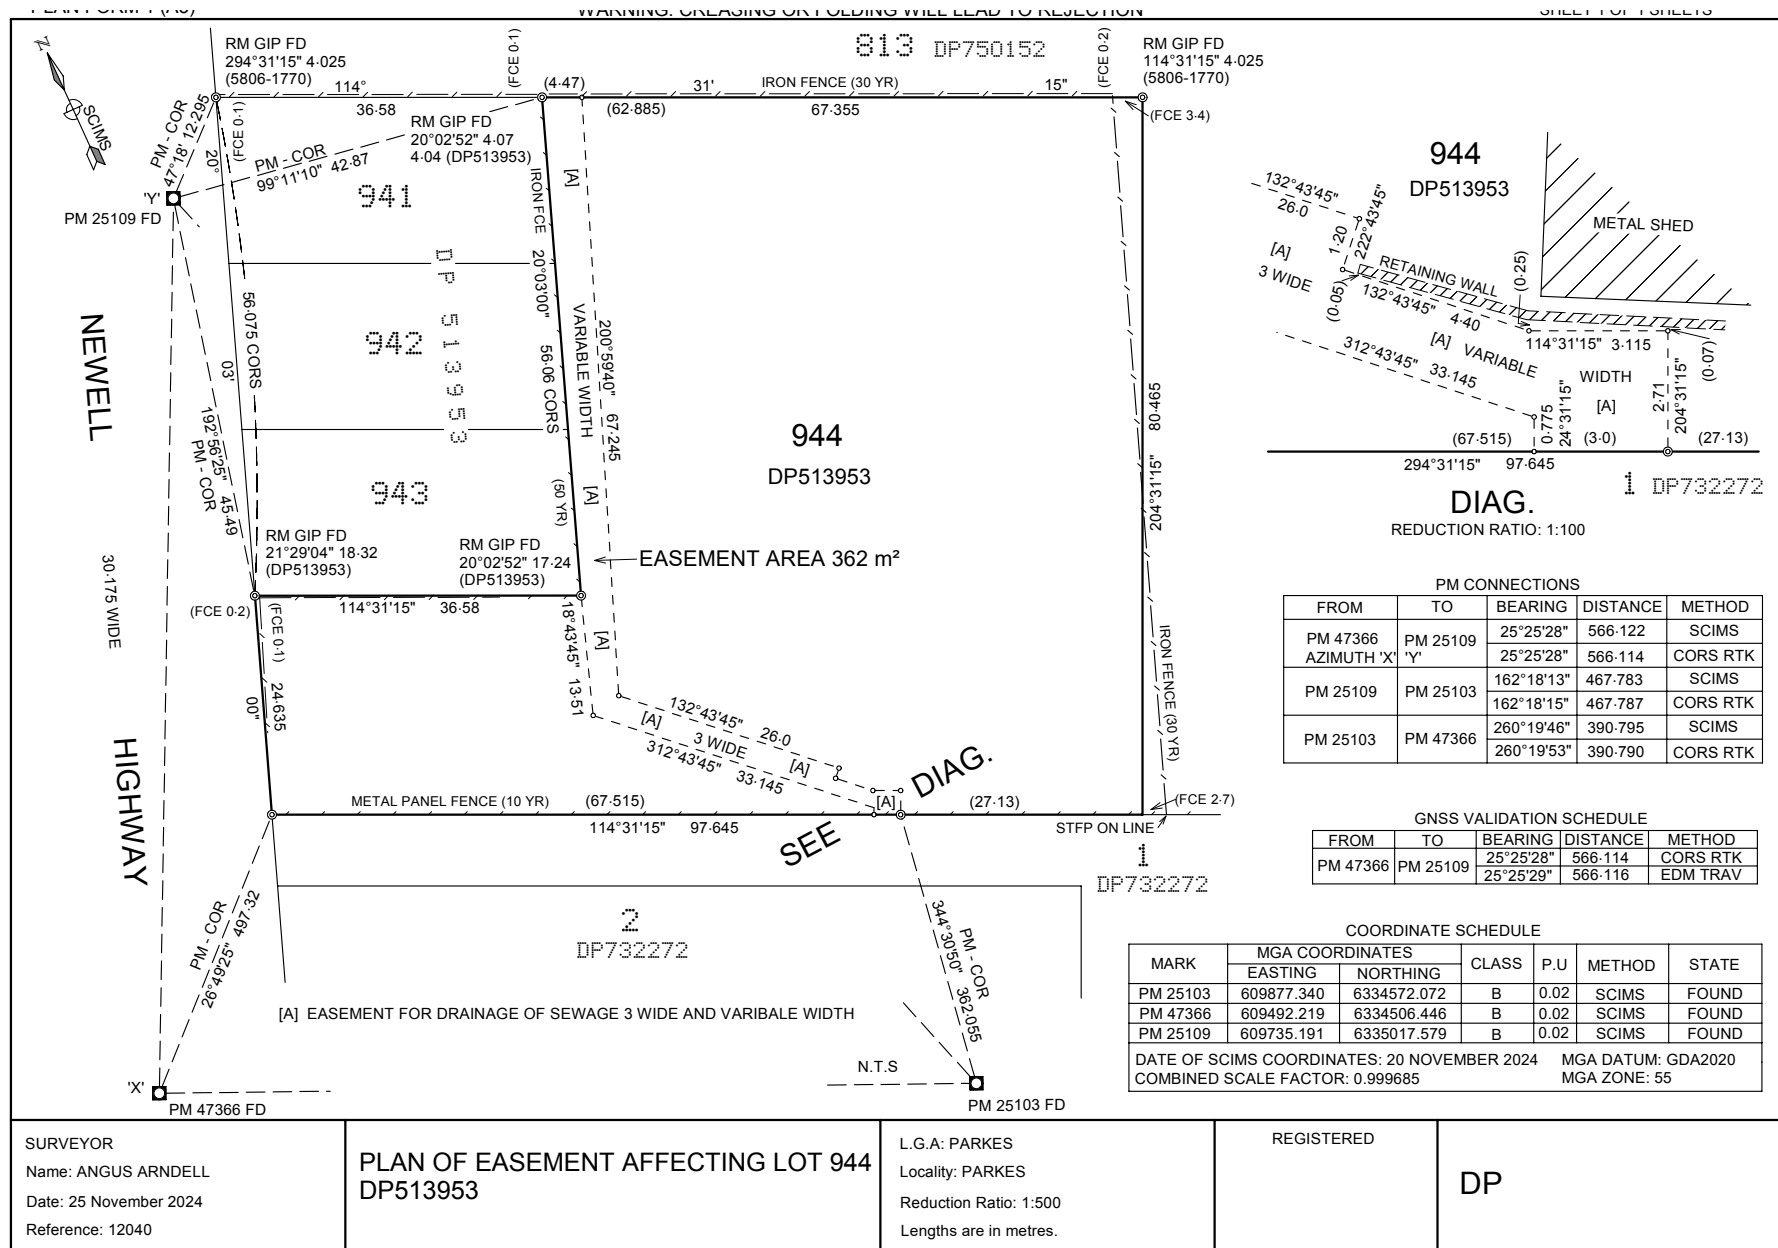 PLAN FORM 1 (A3)
WARNING: CREASING OR FOLDING WILL LEAD TO REJECTION
SHEET 1 OF 1 SHEETS
N
SCIMS
RM GIP FD
294°31'15" 4·025
(5806-1770)
114°
36·58
(FCE 0·1)
(4·47)
(62·885)
31'
IRON FENCE (30 YR)
67·355
15"
813 DP750152
(FCE 0·2)
RM GIP FD
114°31'15" 4·025
(5806-1770)
(FCE 3·4)
PM - COR
47°18' 12·295
(FCE 0·1)
20°
PM - COR
99°11'10" 42·87
RM GIP FD
20°02'52" 4·07
4·04 (DP513953)
'Y'
PM 25109 FD
941
942
943
DP 513953
IRON FCE
20°03'00"
56·06 CORS
(50 YR)
[A]
VARIABLE WIDTH
200°59'40" 67·245
[A]
[A]
56·075 CORS
03'
192°56'25" 45·49
PM - COR
NEWELL
HIGHWAY
30·175 WIDE
944
DP513953
EASEMENT AREA 362 m²
204°31'15" 80·465
IRON FENCE (30 YR)
RM GIP FD
21°29'04" 18·32
(DP513953)
RM GIP FD
20°02'52" 17·24
(DP513953)
(FCE 0·2)
(FCE 0·1)
114°31'15" 36·58
18°43'45" 13·51
00"
24·635
132°43'45" 26·0
[A]
3 WIDE
[A]
312°43'45" 33·145
[A]
SEE DIAG.
METAL PANEL FENCE (10 YR)
(67·515)
(27·13)
(FCE 2·7)
114°31'15" 97·645
STFP ON LINE
1
DP732272
2
DP732272
PM - COR
26°49'25" 497·32
PM - COR
344°30'50" 362·055
[A] EASEMENT FOR DRAINAGE OF SEWAGE 3 WIDE AND VARIBALE WIDTH
N.T.S
'X'
PM 47366 FD
PM 25103 FD
944
DP513953
METAL SHED
132°43'45"
26·0
1·20
222°43'45"
[A]
3 WIDE
(0·05)
RETAINING WALL
(0·25)
132°43'45" 4·40
[A] VARIABLE
WIDTH
[A]
114°31'15" 3·115
(0·07)
312°43'45" 33·145
0·775
24°31'15"
2·71
204°31'15"
(67·515)
(3·0)
(27·13)
294°31'15" 97·645
1 DP732272
DIAG.
REDUCTION RATIO: 1:100
PM CONNECTIONS
FROM TO BEARING DISTANCE METHOD
PM 47366 AZIMUTH 'X' PM 25109 'Y' 25°25'28" 566·122 SCIMS
25°25'28" 566·114 CORS RTK
PM 25109 PM 25103 162°18'13" 467·783 SCIMS
162°18'15" 467·787 CORS RTK
PM 25103 PM 47366 260°19'46" 390·795 SCIMS
260°19'53" 390·790 CORS RTK
GNSS VALIDATION SCHEDULE
FROM TO BEARING DISTANCE METHOD
PM 47366 PM 25109 25°25'28" 566·114 CORS RTK
25°25'29" 566·116 EDM TRAV
COORDINATE SCHEDULE
MARK MGA COORDINATES CLASS P.U METHOD STATE
EASTING NORTHING
PM 25103 609877.340 6334572.072 B 0.02 SCIMS FOUND
PM 47366 609492.219 6334506.446 B 0.02 SCIMS FOUND
PM 25109 609735.191 6335017.579 B 0.02 SCIMS FOUND
DATE OF SCIMS COORDINATES: 20 NOVEMBER 2024 MGA DATUM: GDA2020
COMBINED SCALE FACTOR: 0.999685 MGA ZONE: 55
SURVEYOR
Name: ANGUS ARNDELL
Date: 25 November 2024
Reference: 12040
PLAN OF EASEMENT AFFECTING LOT 944
DP513953
L.G.A: PARKES
Locality: PARKES
Reduction Ratio: 1:500
Lengths are in metres.
REGISTERED
DP